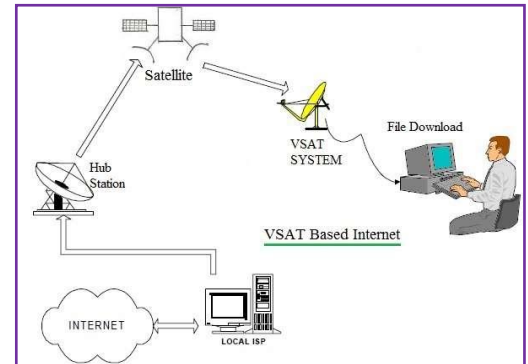 Satellite
VSAT
SYSTEM
File Download
Hub
Station
VSAT Based Internet
INTERNET
LOCAL ISP